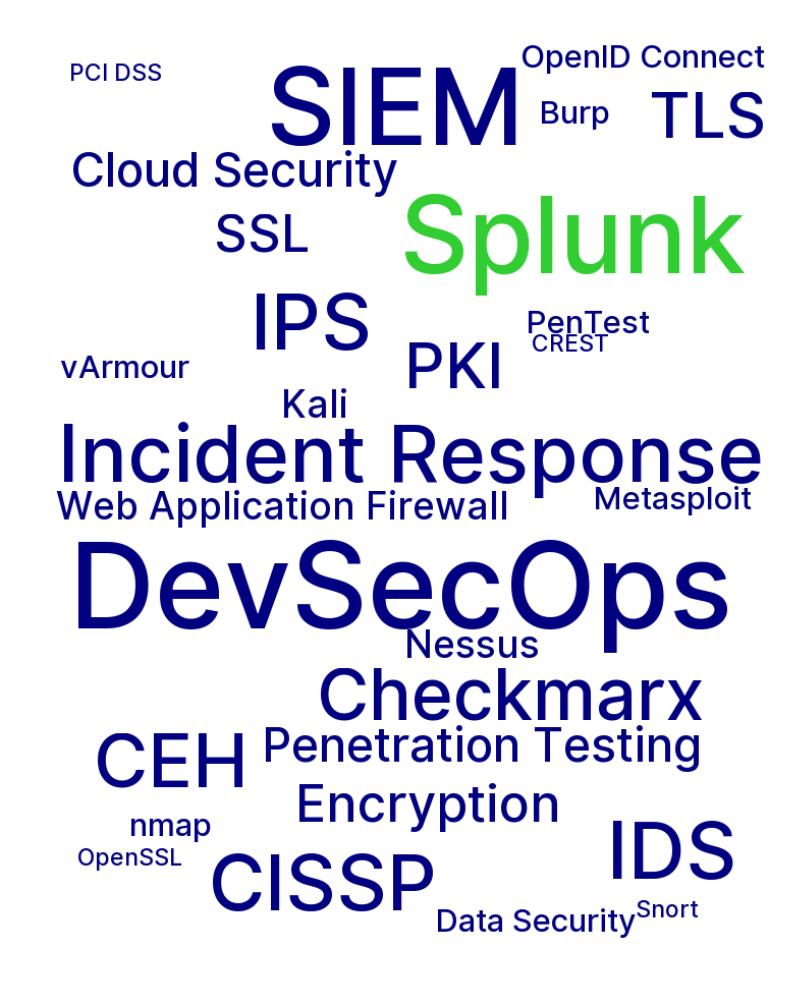 OpenID Connect
PCI DSS
SIEM
Burp
TLS
Cloud Security
SSL
Splunk
IPS
PenTest
CREST
vArmour
PKI
Kali
Incident Response
Web Application Firewall
Metasploit
DevSecOps
Nessus
Checkmarx
CEH
Penetration Testing
Encryption
nmap
IDS
OpenSSL
CISSP
Data Security
Snort